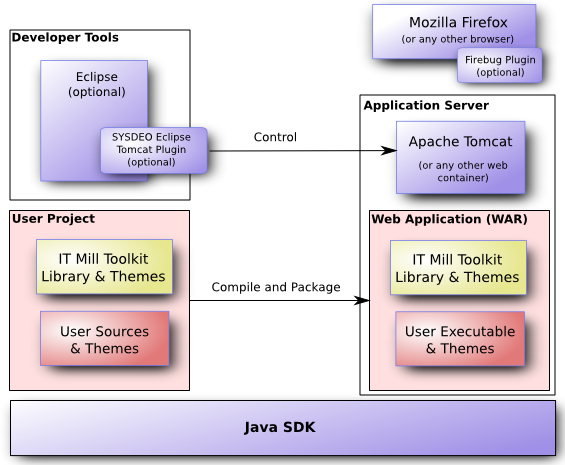 Developer Tools
Eclipse
(optional)
SYSDEO Eclipse
Tomcat Plugin
(optional)
Control
Mozilla Firefox
(or any other browser)
Firebug Plugin
(optional)
Application Server
Apache Tomcat
(or any other web
container)
User Project
IT Mill Toolkit
Library & Themes
User Sources
& Themes
Compile and Package
Web Application (WAR)
IT Mill Toolkit
Library & Themes
User Executable
& Themes
Java SDK